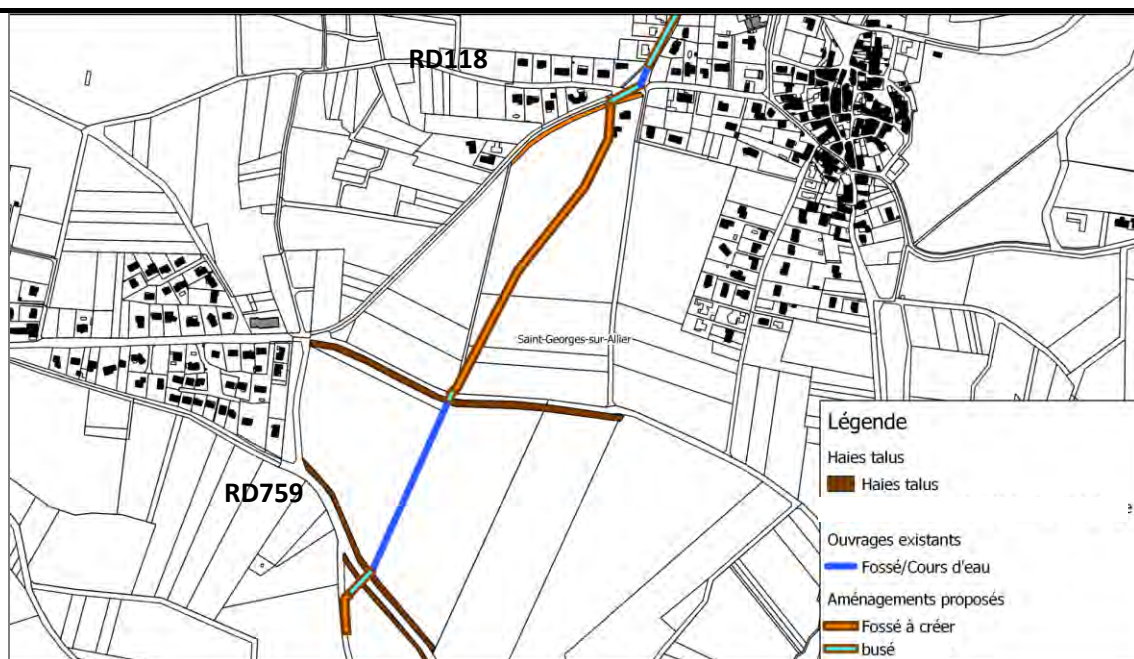 RD118
Saint-Georges-sur-Allier
RD759
Légende
Haies talus
Haies talus
Ouvrages existants
Fossé/Cours d'eau
Aménagements proposés
Fossé à créer
busé